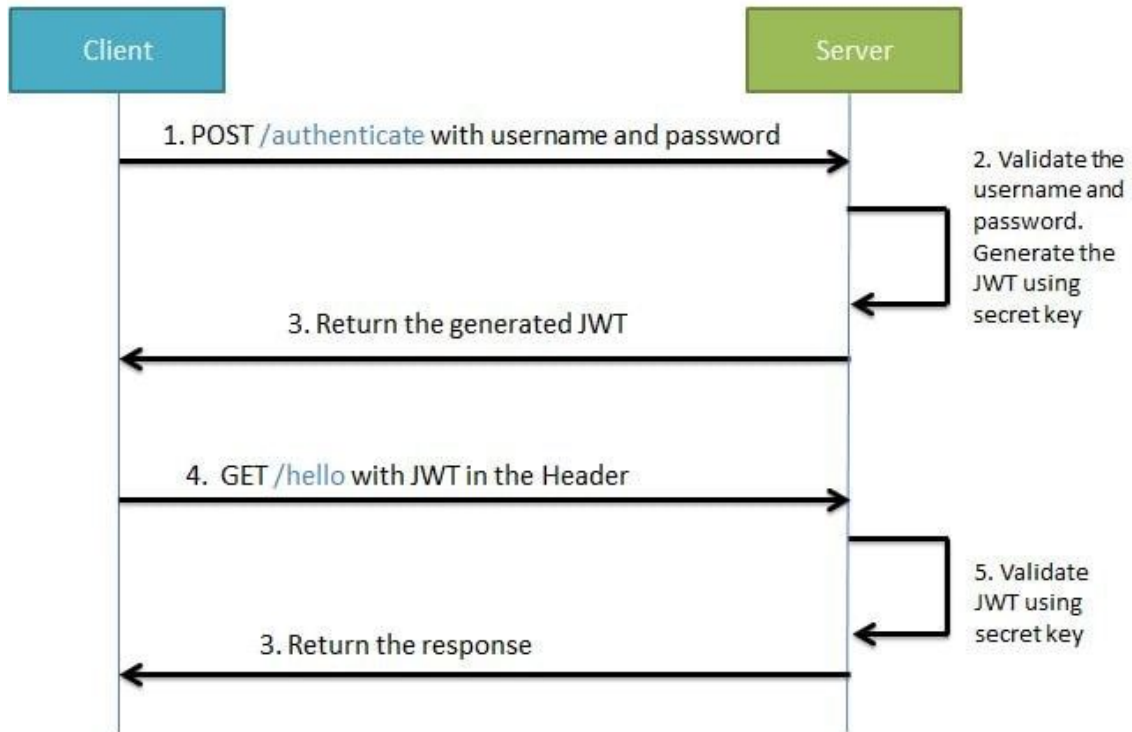 Client
Server
1. POST /authenticate with username and password
2. Validate the
username and
password.
Generate the
JWT using
secret key
3. Return the generated JWT
4. GET /hello with JWT in the Header
5. Validate
JWT using
secret key
3. Return the response